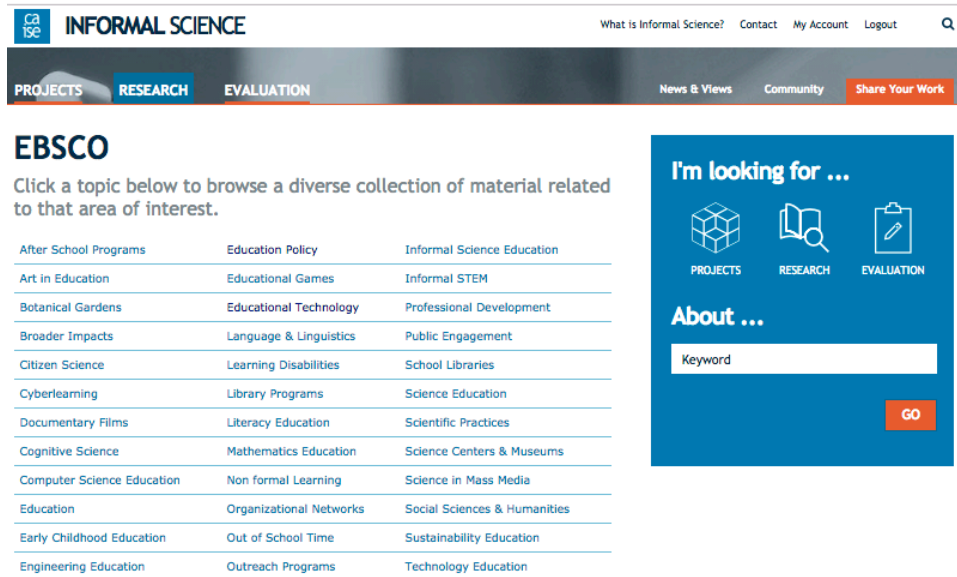 ca
ise
INFORMAL SCIENCE
What is Informal Science? Contact My Account Logout
PROJECTS RESEARCH EVALUATION
News & Views Community Share Your Work
EBSCO
Click a topic below to browse a diverse collection of material related
to that area of interest.
After School Programs Education Policy Informal Science Education
Art in Education Educational Games Informal STEM
Botanical Gardens Educational Technology Professional Development
Broader Impacts Language & Linguistics Public Engagement
Citizen Science Learning Disabilities School Libraries
Cyberlearning Library Programs Science Education
Documentary Films Literacy Education Scientific Practices
Cognitive Science Mathematics Education Science Centers & Museums
Computer Science Education Non formal Learning Science in Mass Media
Education Organizational Networks Social Sciences & Humanities
Early Childhood Education Out of School Time Sustainability Education
Engineering Education Outreach Programs Technology Education
I'm looking for ...
PROJECTS RESEARCH EVALUATION
About ...
Keyword
GO